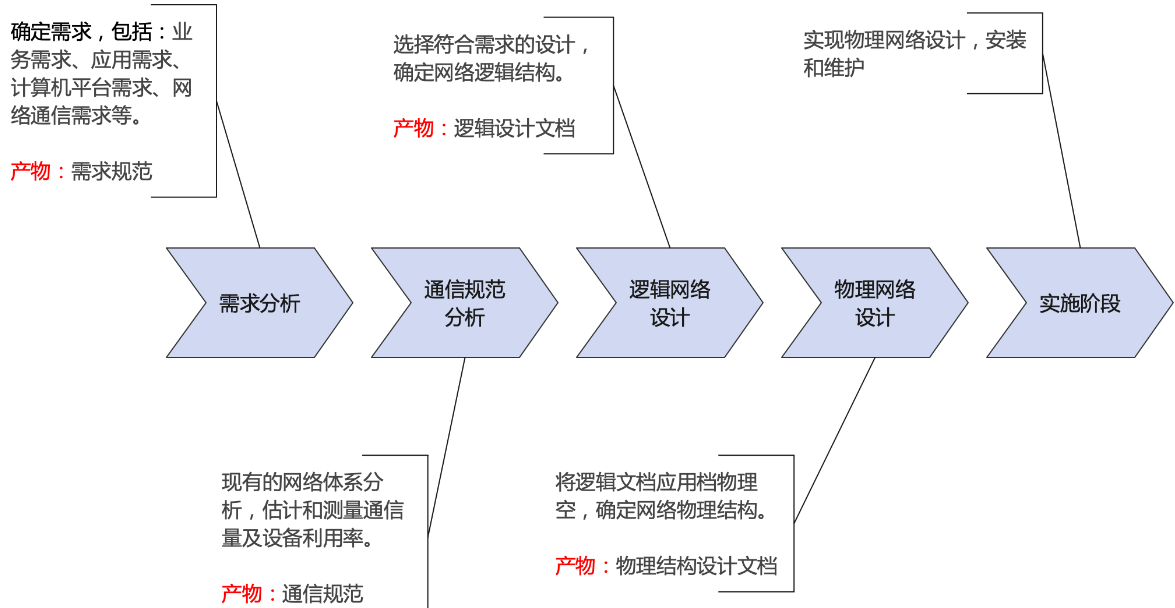 确定需求，包括：业
务需求、应用需求、
计算机平台需求、网
络通信需求等。
产物：需求规范
选择符合需求的设计，
确定网络逻辑结构。
产物：逻辑设计文档
实现物理网络设计，安装
和维护
需求分析
通信规范
分析
逻辑网络
设计
物理网络
设计
实施阶段
现有的网络体系分
析，估计和测量通信
量及设备利用率。
产物：通信规范
将逻辑文档应用档物理
空，确定网络物理结构。
产物：物理结构设计文档